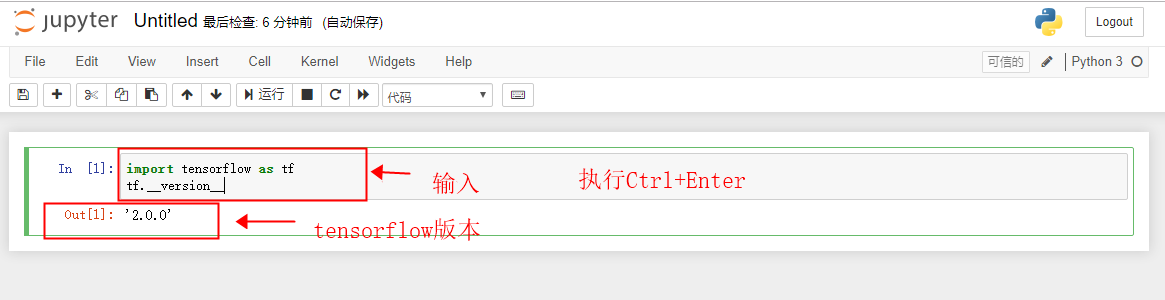 jupyter Untitled 最后检查: 6 分钟前 (自动保存) Logout
File Edit View Insert Cell Kernel Widgets Help 可信的 Python 3
运行 代码
In [1]: import tensorflow as tf
tf.__version__
输入 执行Ctrl+Enter
Out[1]: '2.0.0'
tensorflow版本